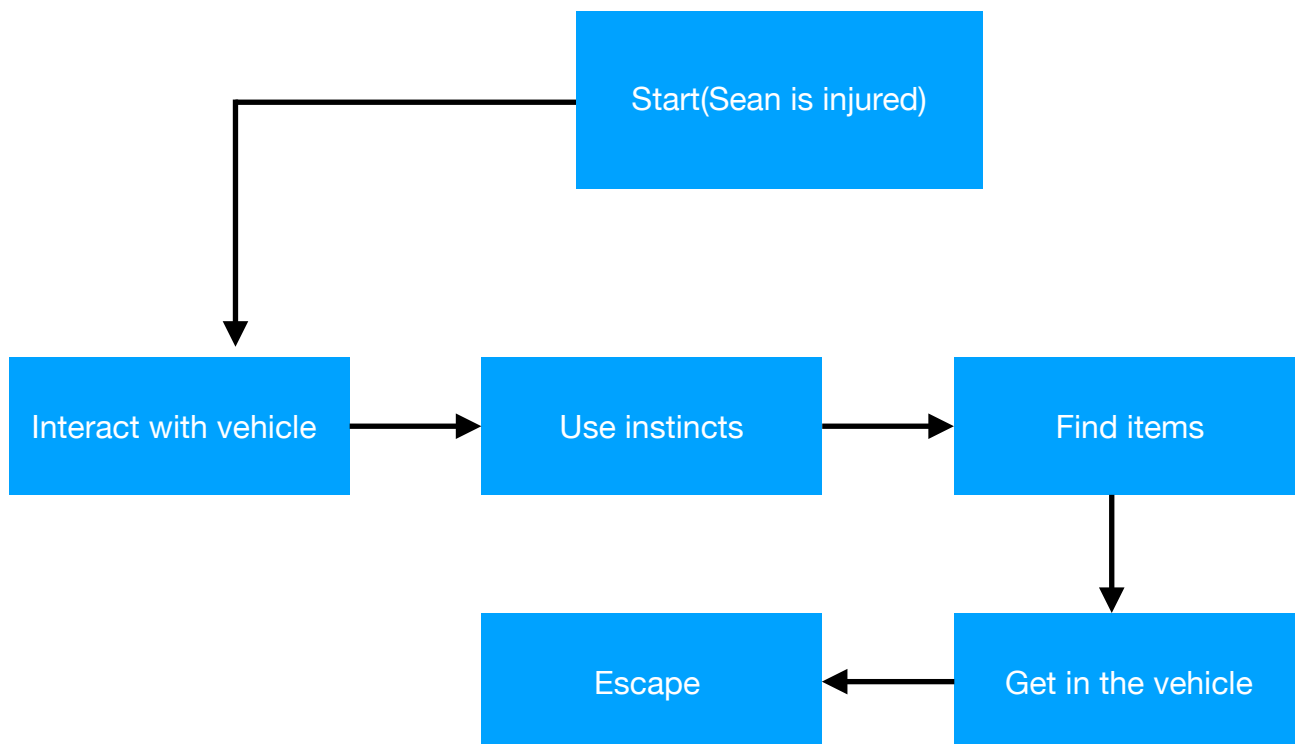 Start(Sean is injured)
Interact with vehicle
Use instincts
Find items
Get in the vehicle
Escape